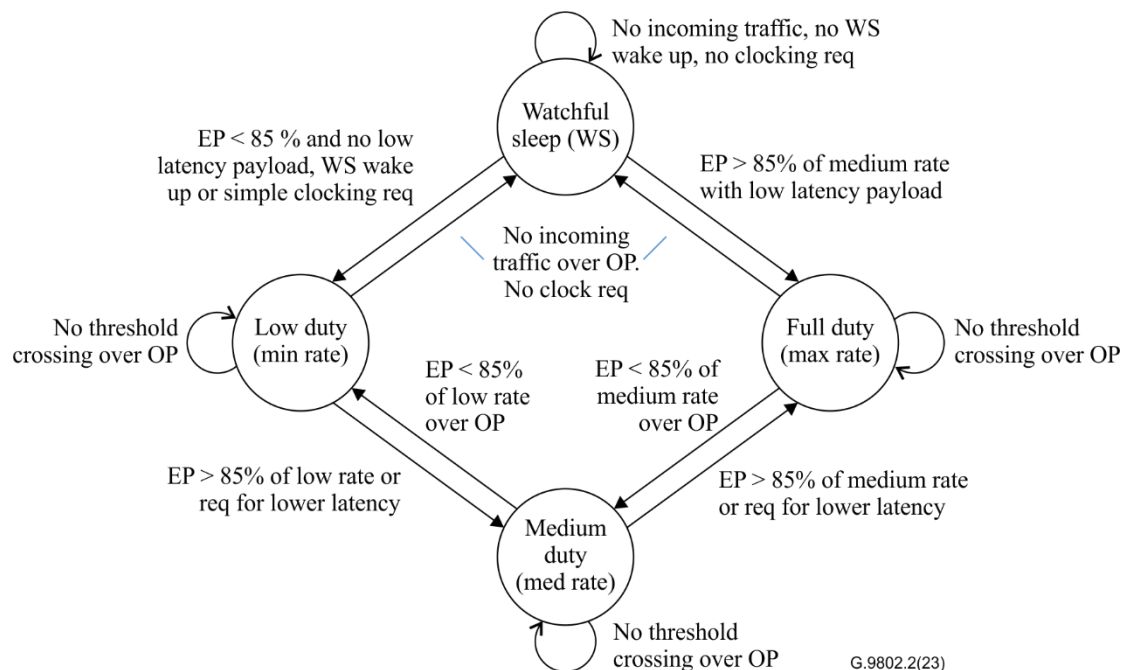 No incoming traffic, no WS
wake up, no clocking req
Watchful
sleep (WS)
EP < 85 % and no low
latency payload, WS wake
up or simple clocking req
EP > 85% of medium rate
with low latency payload
No incoming
traffic over OP.
No clock req
No threshold
crossing over OP
Low duty
(min rate)
Full duty
(max rate)
No threshold
crossing over OP
EP < 85%
of low rate
over OP
EP < 85% of
medium rate
over OP
EP > 85% of low rate or
req for lower latency
EP > 85% of medium rate
or req for lower latency
Medium
duty
(med rate)
No threshold
crossing over OP
G.9802.2(23)